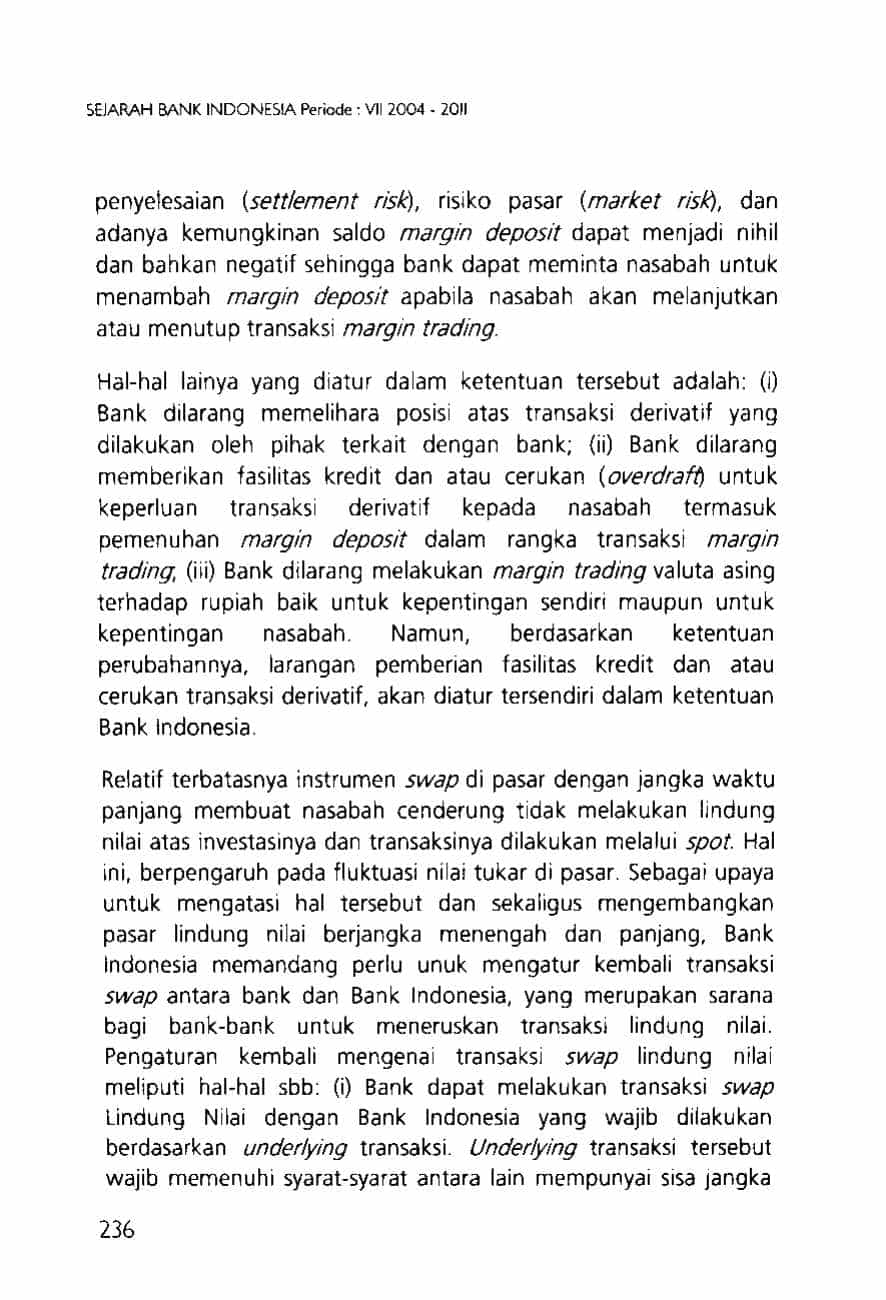 SEJARAH BANK INDONESIA Periode : VII 2004 - 2011
penyelesaian (settlement risk), risiko pasar (market risk), dan
adanya kemungkinan saldo margin deposit dapat menjadi nihil
dan bahkan negatif sehingga bank dapat meminta nasabah untuk
menambah margin deposit apabila nasabah akan melanjutkan
atau menutup transaksi margin trading.
Hal-hal lainya yang diatur dalam ketentuan tersebut adalah: (i)
Bank dilarang memelihara posisi atas transaksi derivatif yang
dilakukan oleh pihak terkait dengan bank; (ii) Bank dilarang
memberikan fasilitas kredit dan atau cerukan (overdraft) untuk
keperluan transaksi derivatif kepada nasabah termasuk
pemenuhan margin deposit dalam rangka transaksi margin
trading; (iii) Bank dilarang melakukan margin trading valuta asing
terhadap rupiah baik untuk kepentingan sendiri maupun untuk
kepentingan nasabah. Namun, berdasarkan ketentuan
perubahannya, larangan pemberian fasilitas kredit dan atau
cerukan transaksi derivatif, akan diatur tersendiri dalam ketentuan
Bank Indonesia.
Relatif terbatasnya instrumen swap di pasar dengan jangka waktu
panjang membuat nasabah cenderung tidak melakukan lindung
nilai atas investasinya dan transaksinya dilakukan melalui spot. Hal
ini, berpengaruh pada fluktuasi nilai tukar di pasar. Sebagai upaya
untuk mengatasi hal tersebut dan sekaligus mengembangkan
pasar lindung nilai berjangka menengah dan panjang, Bank
Indonesia memandang perlu unuk mengatur kembali transaksi
swap antara bank dan Bank Indonesia, yang merupakan sarana
bagi bank-bank untuk meneruskan transaksi lindung nilai.
Pengaturan kembali mengenai transaksi swap lindung nilai
meliputi hal-hal sbb: (i) Bank dapat melakukan transaksi swap
Lindung Nilai dengan Bank Indonesia yang wajib dilakukan
berdasarkan underlying transaksi. Underlying transaksi tersebut
wajib memenuhi syarat-syarat antara lain mempunyai sisa jangka
236